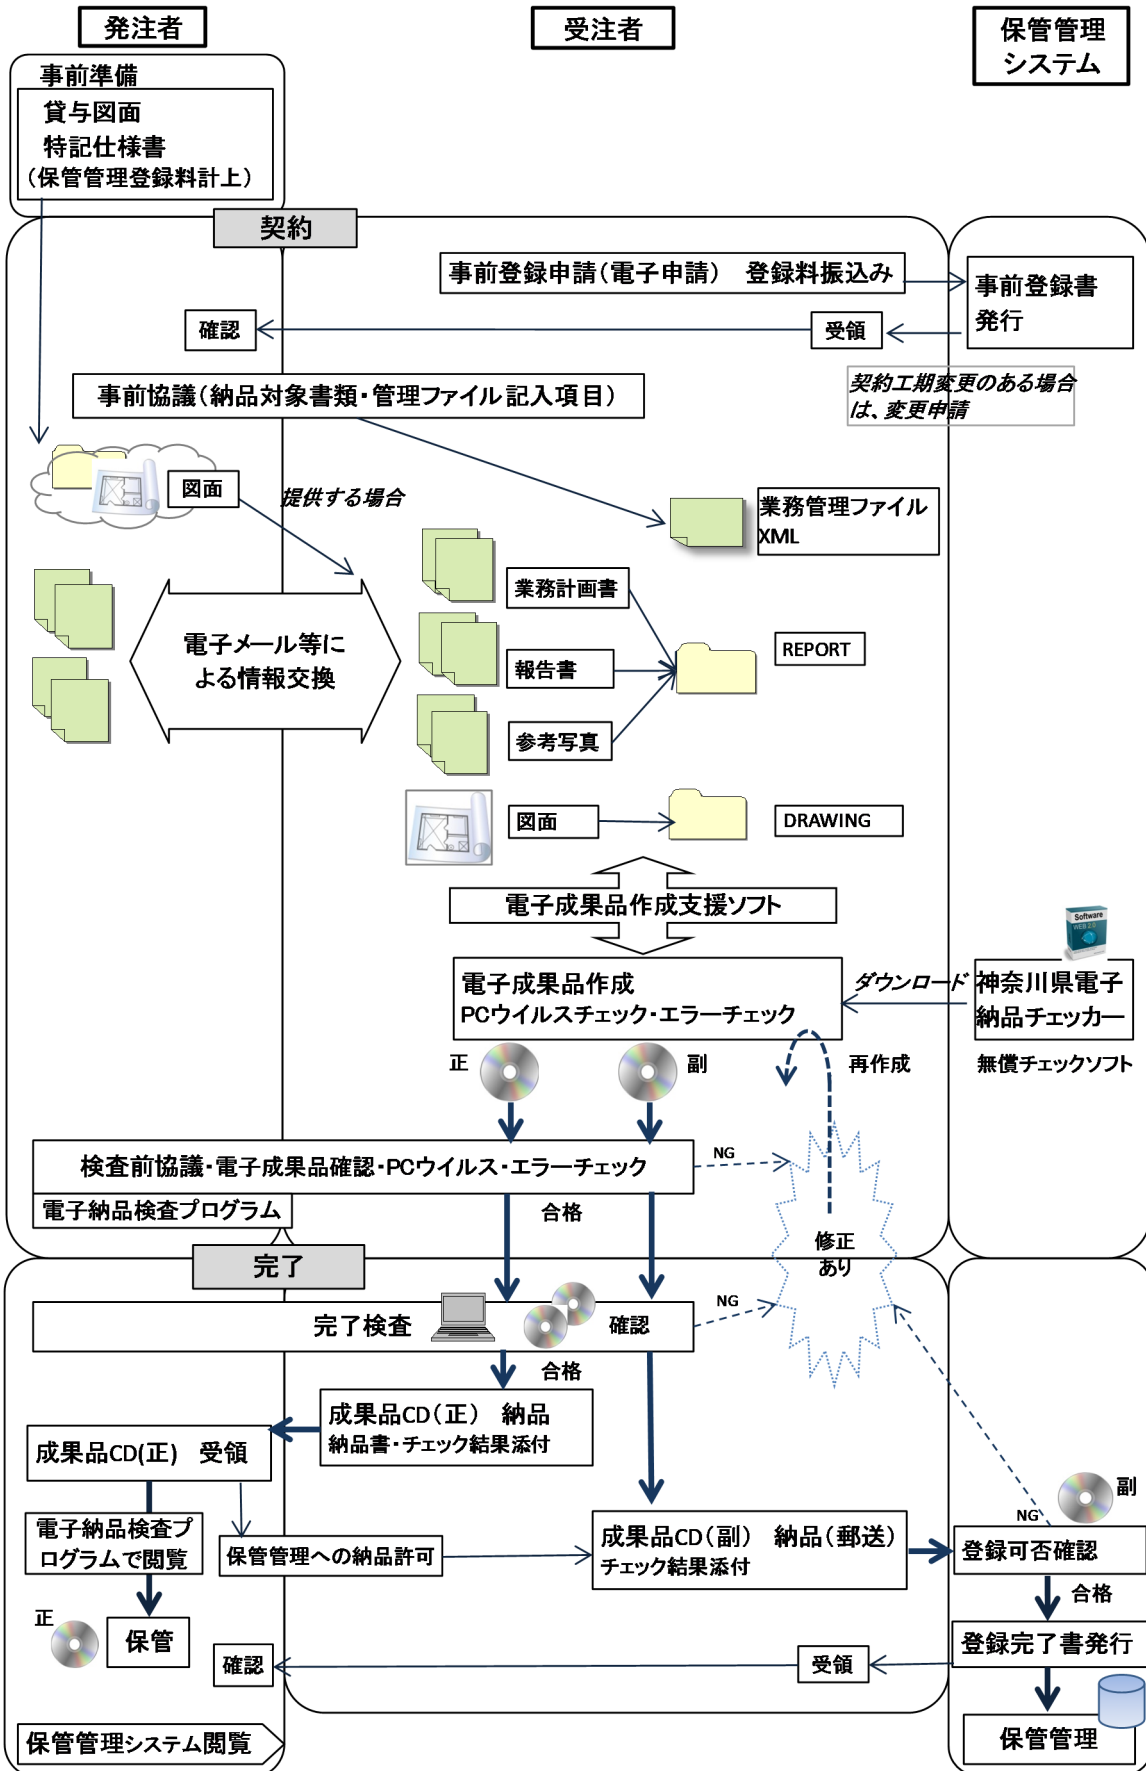 発注者
受注者
保管管理
システム
事前準備
貸与図面
特記仕様書
(保管管理登録料計上)
契約
事前登録申請(電子申請)　登録料振込み
事前登録書
発行
確認
受領
事前協議(納品対象書類・管理ファイル記入項目)
契約工期変更のある場合
は、変更申請
図面
提供する場合
業務管理ファイル
XML
電子メール等に
よる情報交換
業務計画書
報告書
参考写真
REPORT
図面
DRAWING
電子成果品作成支援ソフト
Software
WEB 2.0
電子成果品作成
PCウイルスチェック・エラーチェック
ダウンロード
神奈川県電子
納品チェッカー
無償チェックソフト
正
副
再作成
検査前協議・電子成果品確認・PCウイルス・エラーチェック
NG
電子納品検査プログラム
合格
修正
あり
完了
完了検査
確認
NG
合格
成果品CD(正)　納品
納品書・チェック結果添付
成果品CD(正)　受領
電子納品検査プ
ログラムで閲覧
保管管理への納品許可
成果品CD(副)　納品(郵送)
チェック結果添付
副
NG
登録可否確認
合格
正
保管
確認
受領
登録完了書発行
保管管理システム閲覧
保管管理